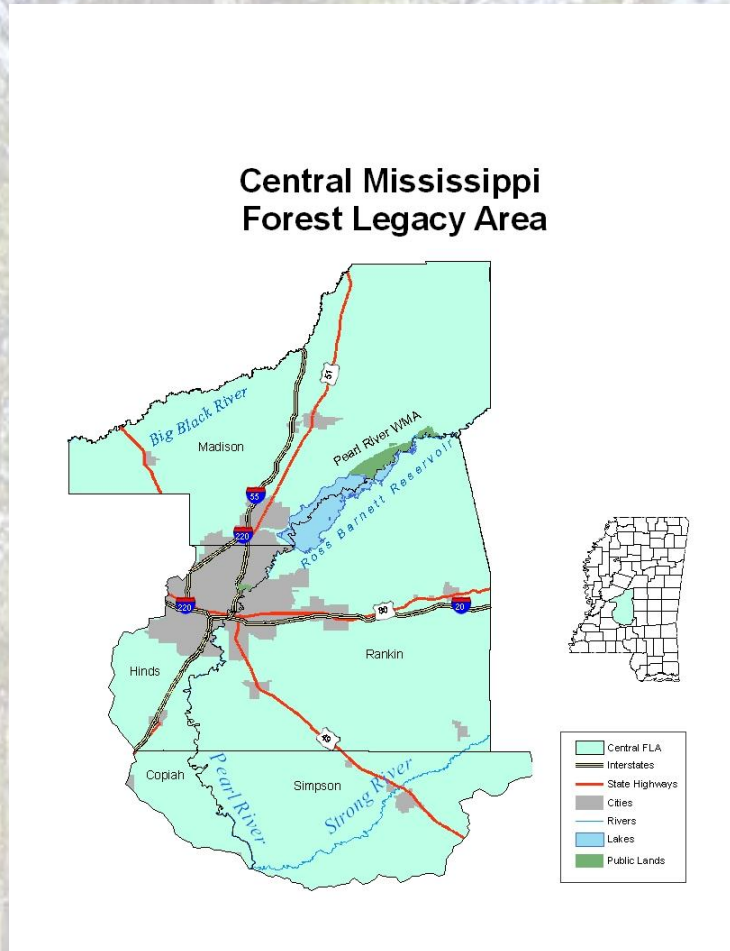 Central Mississippi
Forest Legacy Area
51
Big Black River
Madison
Pearl River WMA
Ross Barnett Reservoir
55
220
220
80
20
Hinds
Rankin
49
Copiah
Pearl River
Simpson
Strong River
Central FLA
Interstates
State Highways
Cities
Rivers
Lakes
Public Lands